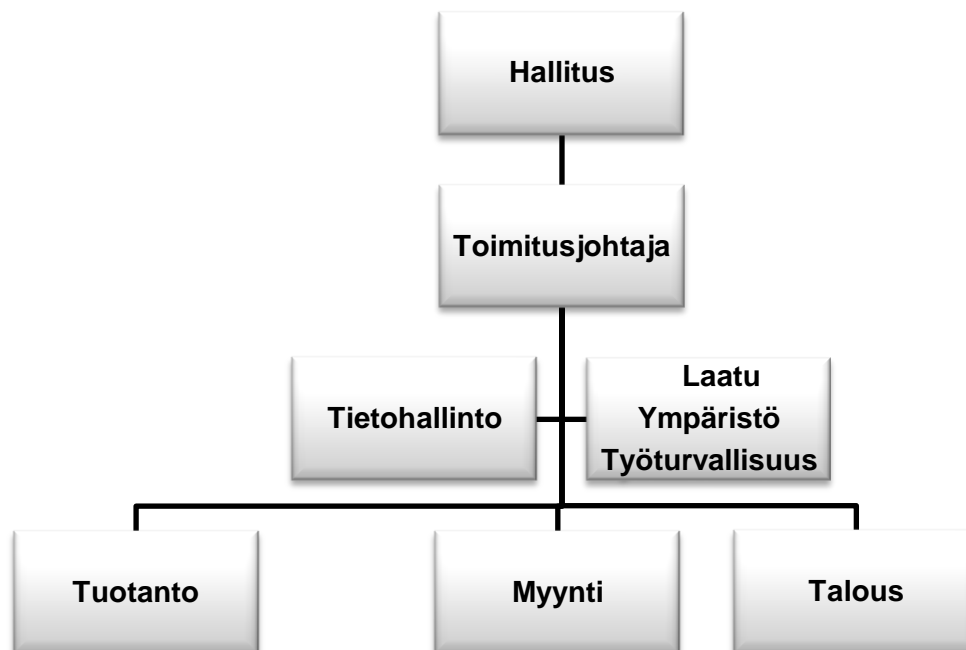 Hallitus
Toimitusjohtaja
Tietohallinto
Laatu
Ympäristö
Työturvallisuus
Tuotanto
Myynti
Talous